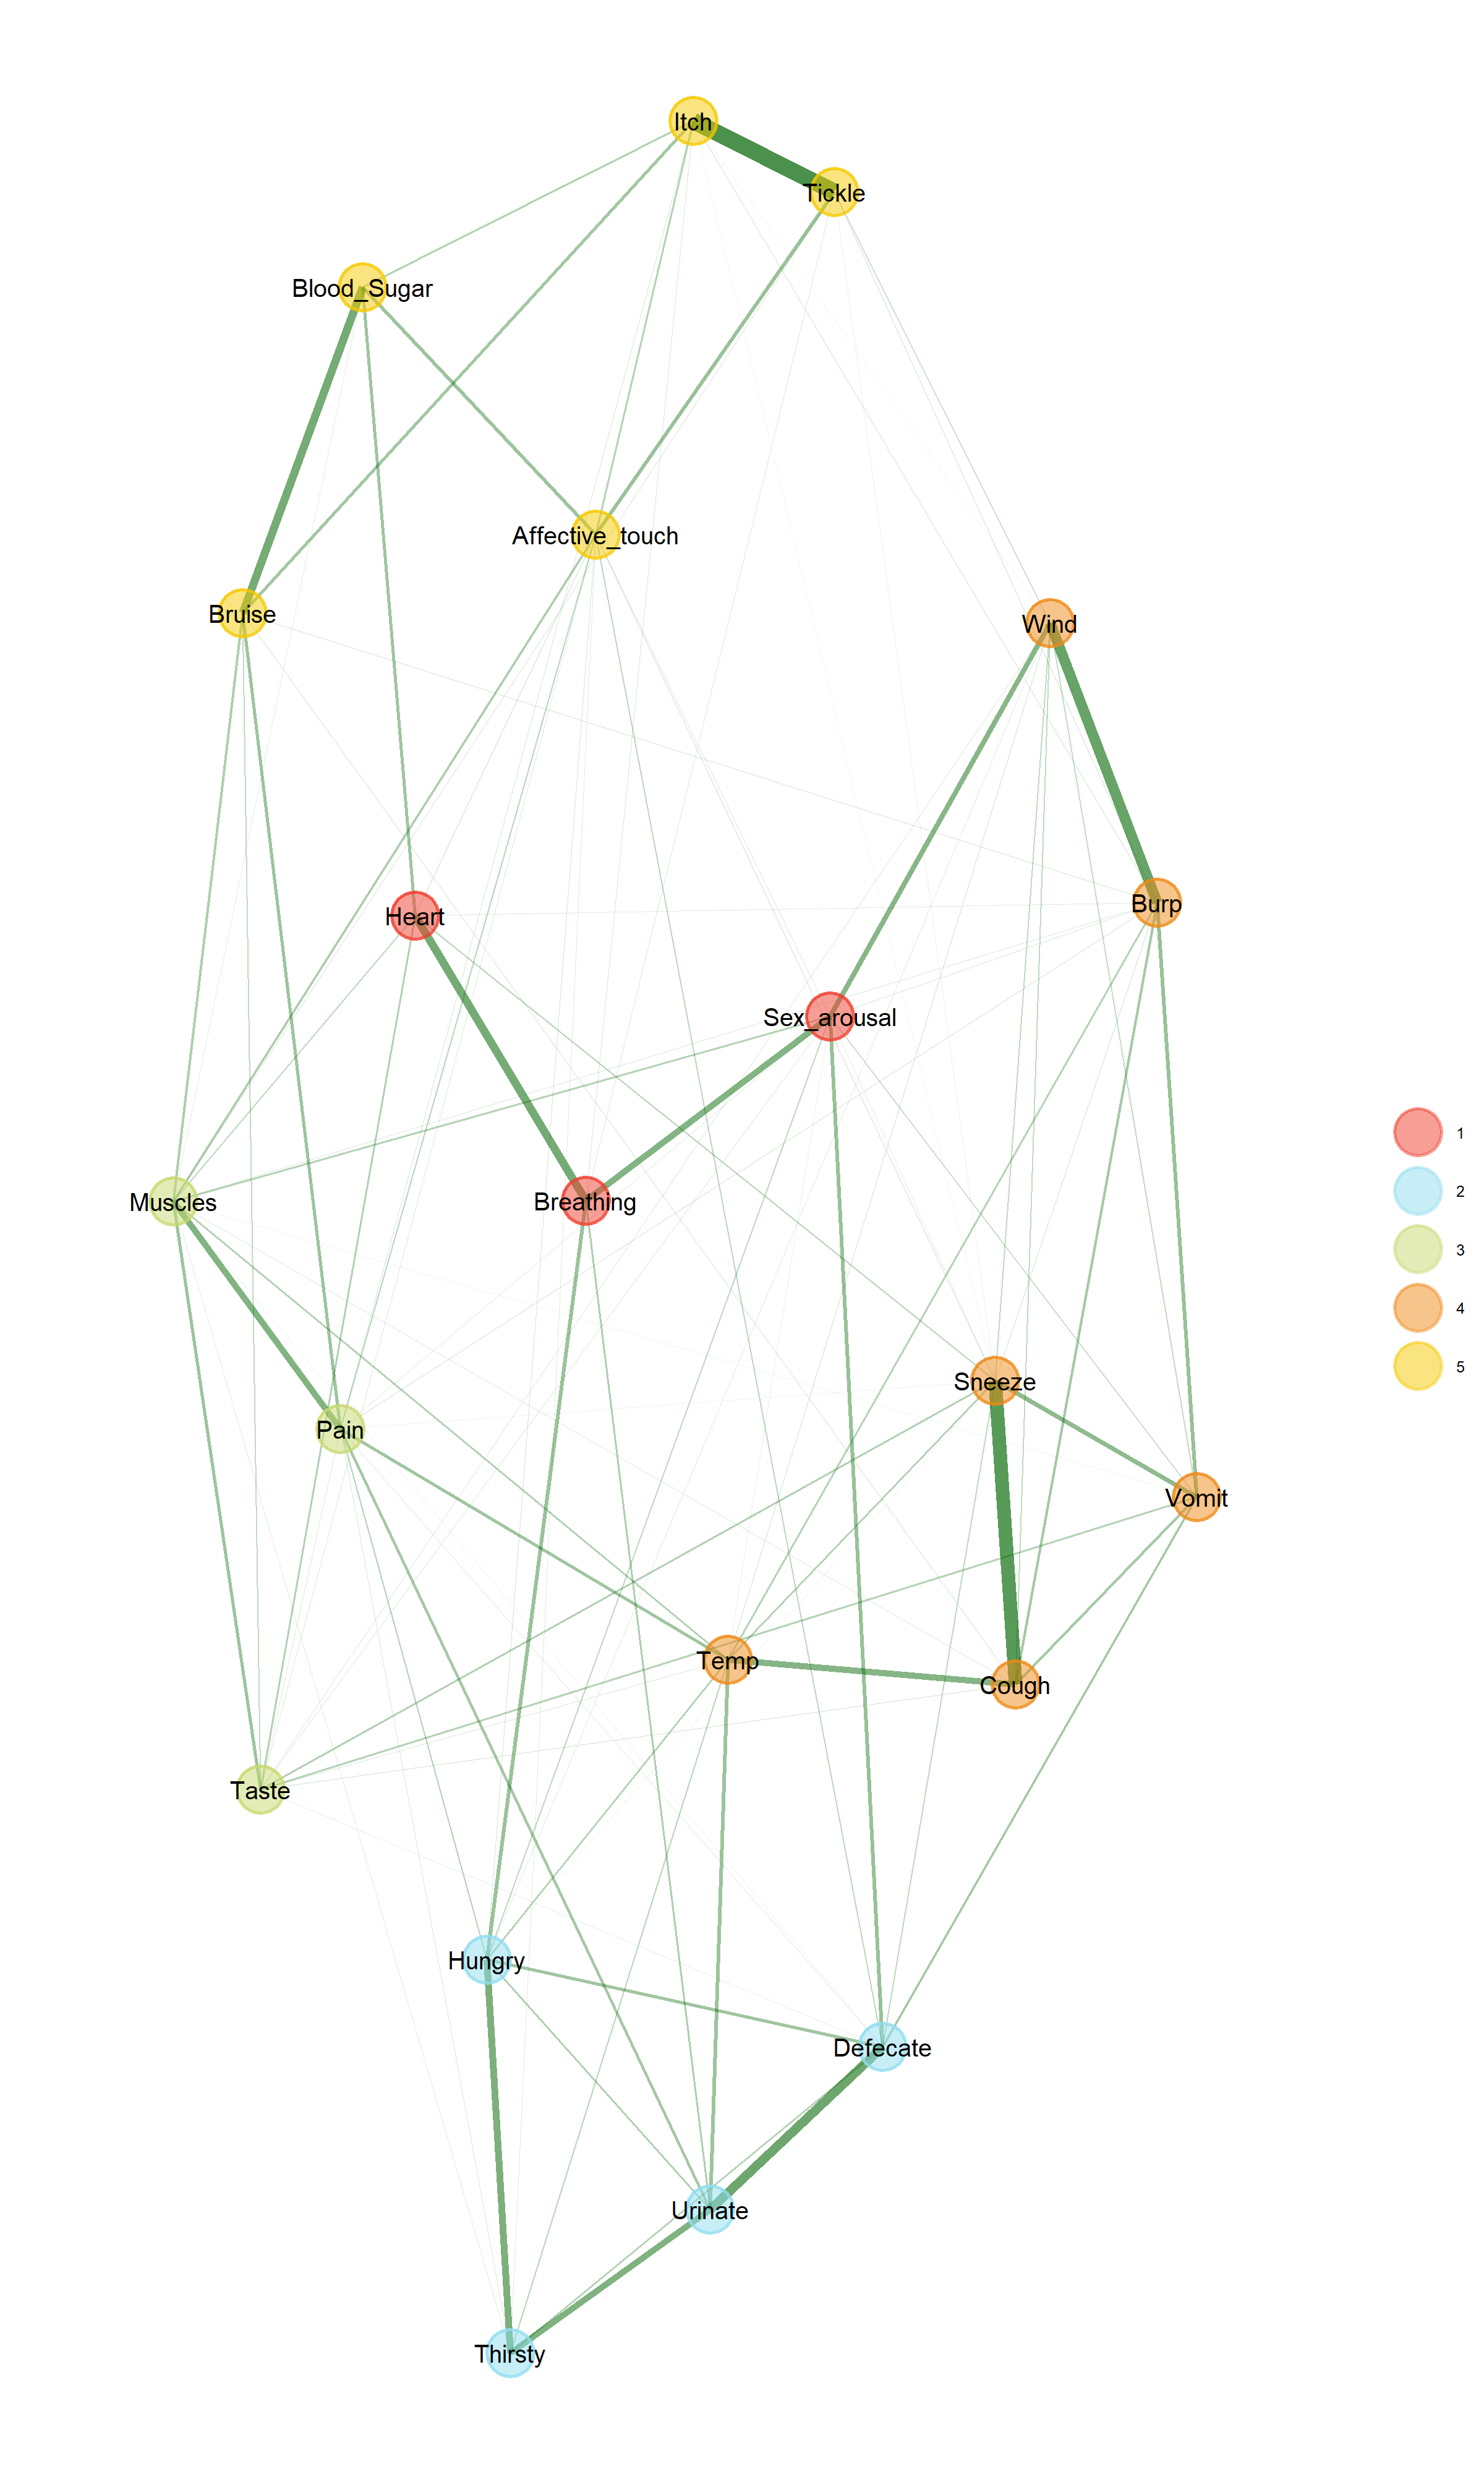 Itch
Tickle
Blood_Sugar
Affective_touch
Bruise
Wind
Burp
Heart
Sex_arousal
Muscles
Breathing
Sneeze
Pain
Vomit
Temp
Cough
Taste
Hungry
Defecate
Urinate
Thirsty
1
2
3
4
5